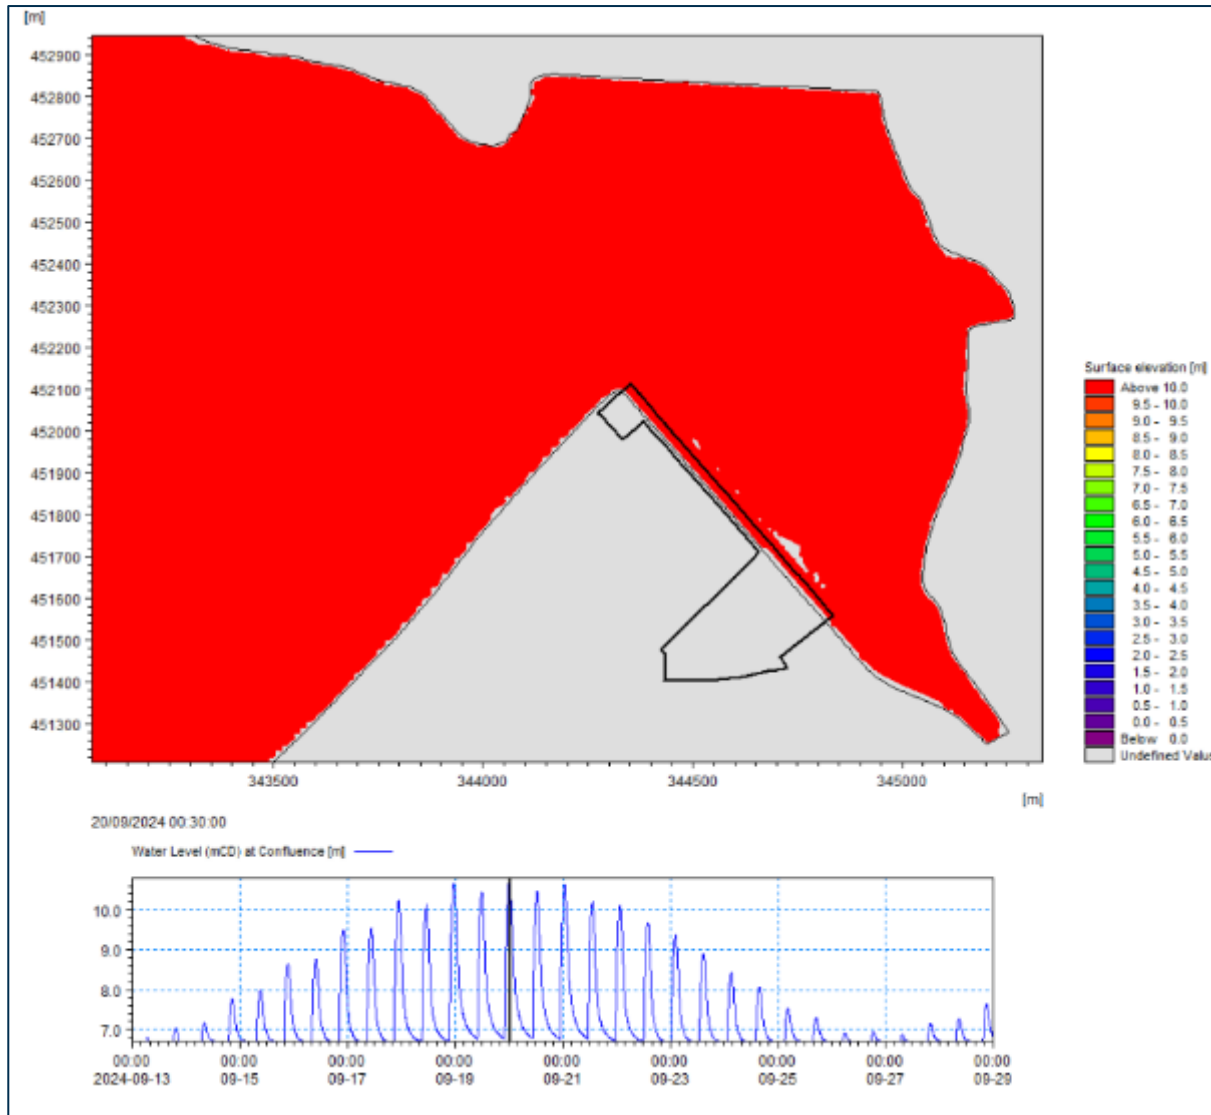 [m]
452900
452800
452700
452600
452500
452400
452300
452200
452100
452000
451900
451800
451700
451600
451500
451400
451300
343500 344000 344500 345000
[m]
Surface elevation [m]
Above 10.0
9.5 - 10.0
9.0 - 9.5
8.5 - 9.0
8.0 - 8.5
7.5 - 8.0
7.0 - 7.5
6.5 - 7.0
6.0 - 6.5
5.5 - 6.0
5.0 - 5.5
4.5 - 5.0
4.0 - 4.5
3.5 - 4.0
3.0 - 3.5
2.5 - 3.0
2.0 - 2.5
1.5 - 2.0
1.0 - 1.5
0.5 - 1.0
0.0 - 0.5
Below 0.0
Undefined Value
20/09/2024 00:30:00
Water Level (mCD) at Confluence [m]
10.0
9.0
8.0
7.0
00:00 00:00 00:00 00:00 00:00 00:00 00:00 00:00 00:00
2024-09-13 09-15 09-17 09-19 09-21 09-23 09-25 09-27 09-29